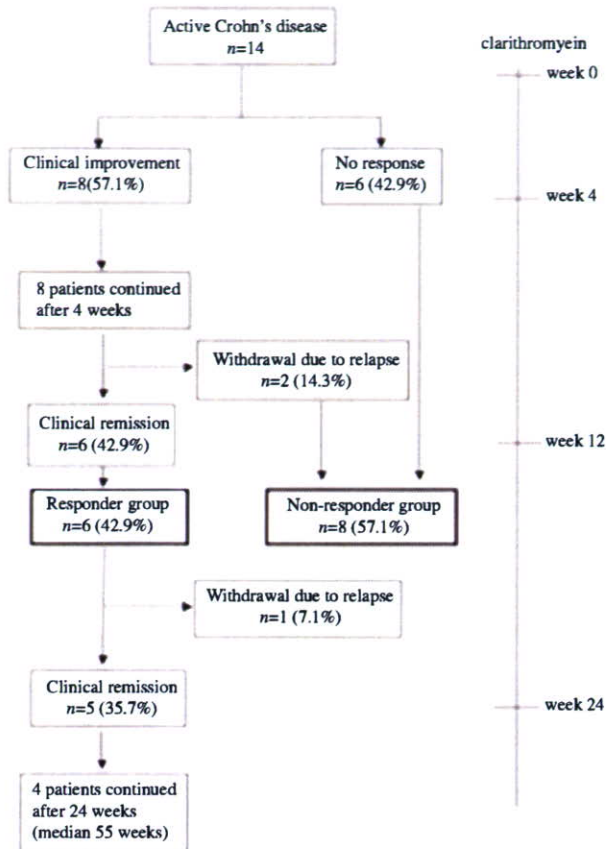 Active Crohn's disease
n=14
clarithromyein
week 0
Clinical improvement
n=8(57.1%)
No response
n=6 (42.9%)
week 4
8 patients continued
after 4 weeks
Withdrawal due to relapse
n=2 (14.3%)
Clinical remission
n=6 (42.9%)
week 12
Responder group
n=6 (42.9%)
Non-responder group
n=8 (57.1%)
Withdrawal due to relapse
n=1 (7.1%)
Clinical remission
n=5 (35.7%)
week 24
4 patients continued
after 24 weeks
(median 55 weeks)